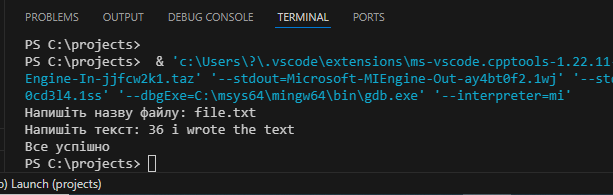 PROBLEMS OUTPUT DEBUG CONSOLE TERMINAL PORTS
PS C:\projects>
PS C:\projects> & 'c:\Users\?\.vscode\extensions\ms-vscode.cpptools-1.22.11
Engine-In-jjfcw2k1.taz' '--stdout=Microsoft-MIEngine-Out-ay4bt0f2.1wj' '--std
0cd3l4.1ss' '--dbgExe=C:\msys64\mingw64\bin\gdb.exe' '--interpreter=mi'
Напишіть назву файлу: file.txt
Напишіть текст: 36 i wrote the text
Все успішно
PS C:\projects>
) Launch (projects)